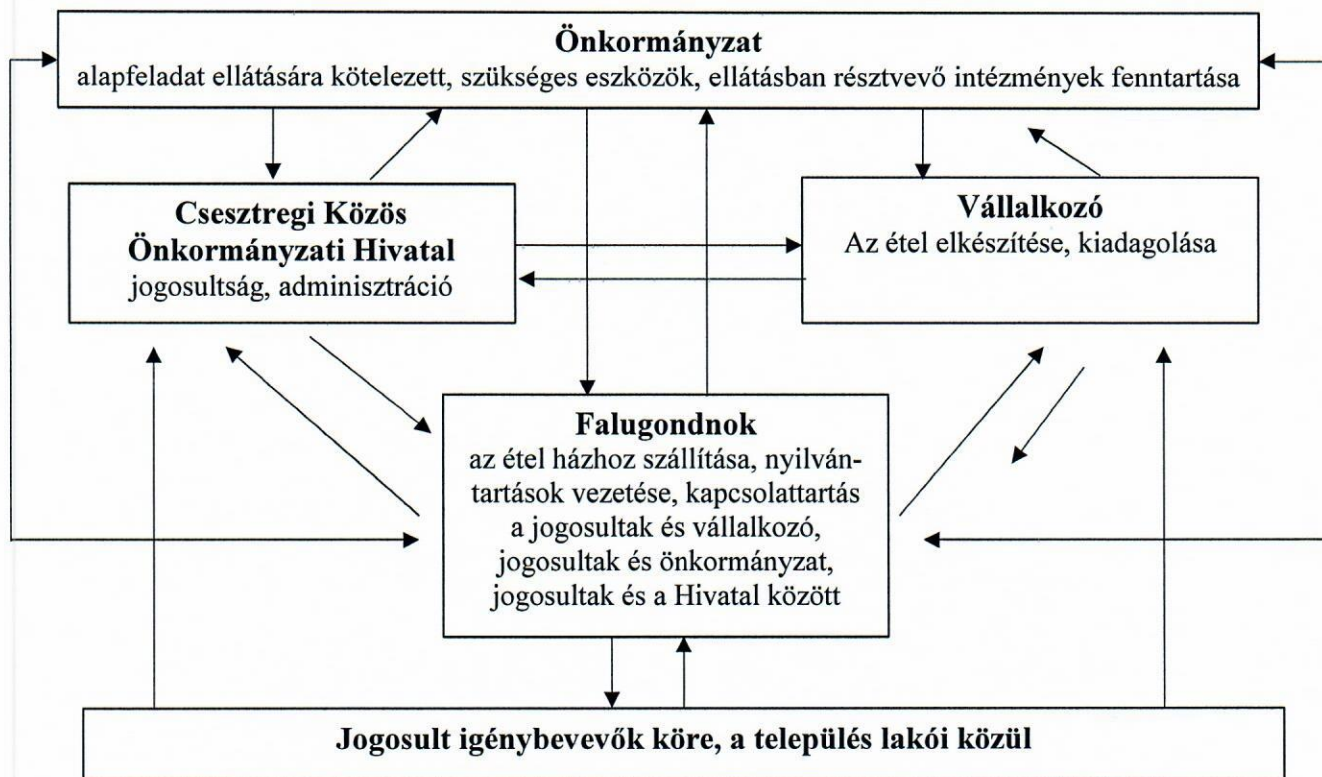 Önkormányzat
alapfeladat ellátására kötelezett, szükséges eszközök, ellátásban résztvevő intézmények fenntartása
Csesztregi Közös
Önkormányzati Hivatal
jogosultság, adminisztráció
Vállalkozó
Az étel elkészítése, kiadagolása
Falugondnok
az étel házhoz szállítása, nyilván-
tartások vezetése, kapcsolattartás
a jogosultak és vállalkozó,
jogosultak és önkormányzat,
jogosultak és a Hivatal között
Jogosult igénybevevők köre, a település lakói közül